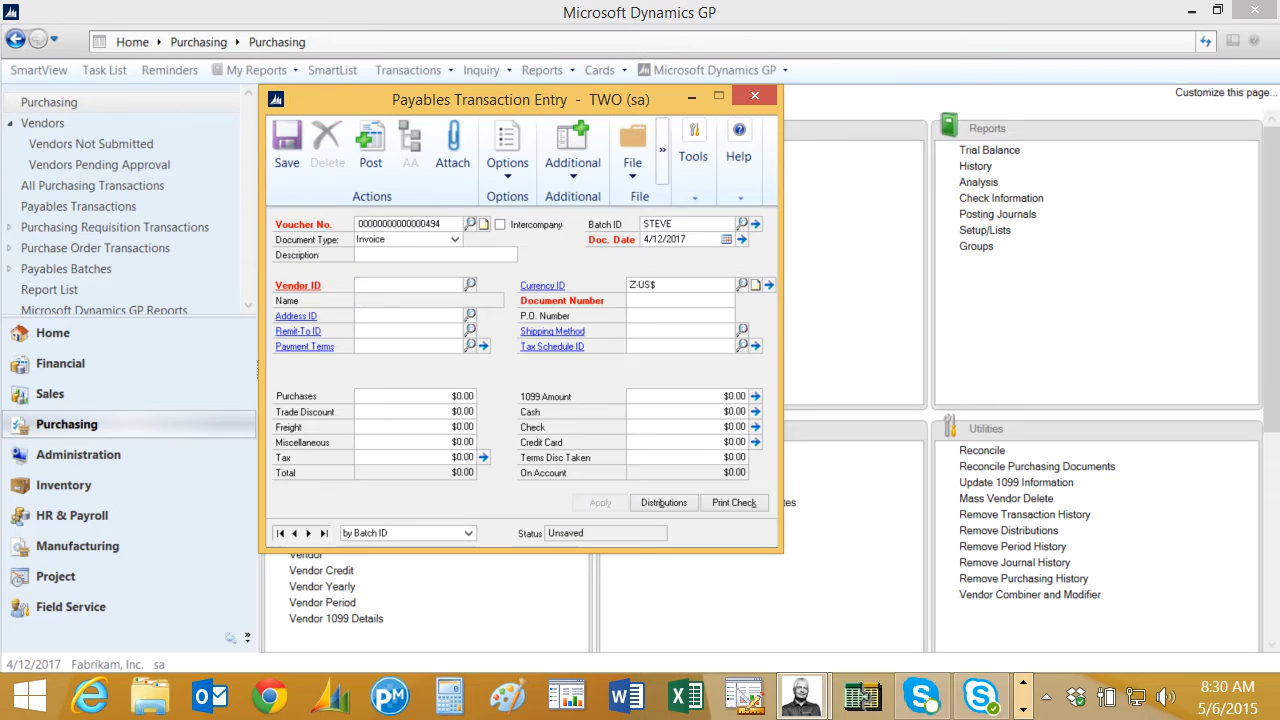 Microsoft Dynamics GP
Home Purchasing Purchasing
SmartView Task List Reminders My Reports SmartList Transactions Inquiry Reports Cards Microsoft Dynamics GP
Customize this page...
Purchasing
Vendors
Vendors Not Submitted
Vendors Pending Approval
All Purchasing Transactions
Payables Transactions
Purchasing Requisition Transactions
Purchase Order Transactions
Payables Batches
Report List
Microsoft Dynamics GP Reports
Home
Financial
Sales
Purchasing
Administration
Inventory
HR & Payroll
Manufacturing
Project
Field Service
Payables Transaction Entry - TWO (sa)
Save Delete Post AA Attach Options Additional File Tools Help
Actions Options Additional File
Voucher No. 00000000000000494 Intercompany Batch ID STEVE
Document Type: Invoice Doc. Date 4/12/2017
Description
Vendor ID Currency ID Z-US$
Name Document Number
Address ID P.O. Number
Remit-To ID Shipping Method
Payment Terms Tax Schedule ID
Purchases $0.00 1099 Amount $0.00
Trade Discount $0.00 Cash $0.00
Freight $0.00 Check $0.00
Miscellaneous $0.00 Credit Card $0.00
Tax $0.00 Terms Disc Taken $0.00
Total $0.00 On Account $0.00
Apply Distributions Print Check
by Batch ID Status Unsaved
Vendor
Vendor Credit
Vendor Yearly
Vendor Period
Vendor 1099 Details
Reports
Trial Balance
History
Analysis
Check Information
Posting Journals
Setup/Lists
Groups
Utilities
Reconcile
Reconcile Purchasing Documents
Update 1099 Information
Mass Vendor Delete
Remove Transaction History
Remove Distributions
Remove Period History
Remove Journal History
Remove Purchasing History
Vendor Combiner and Modifier
4/12/2017 Fabrikam, Inc. sa
8:30 AM
5/6/2015